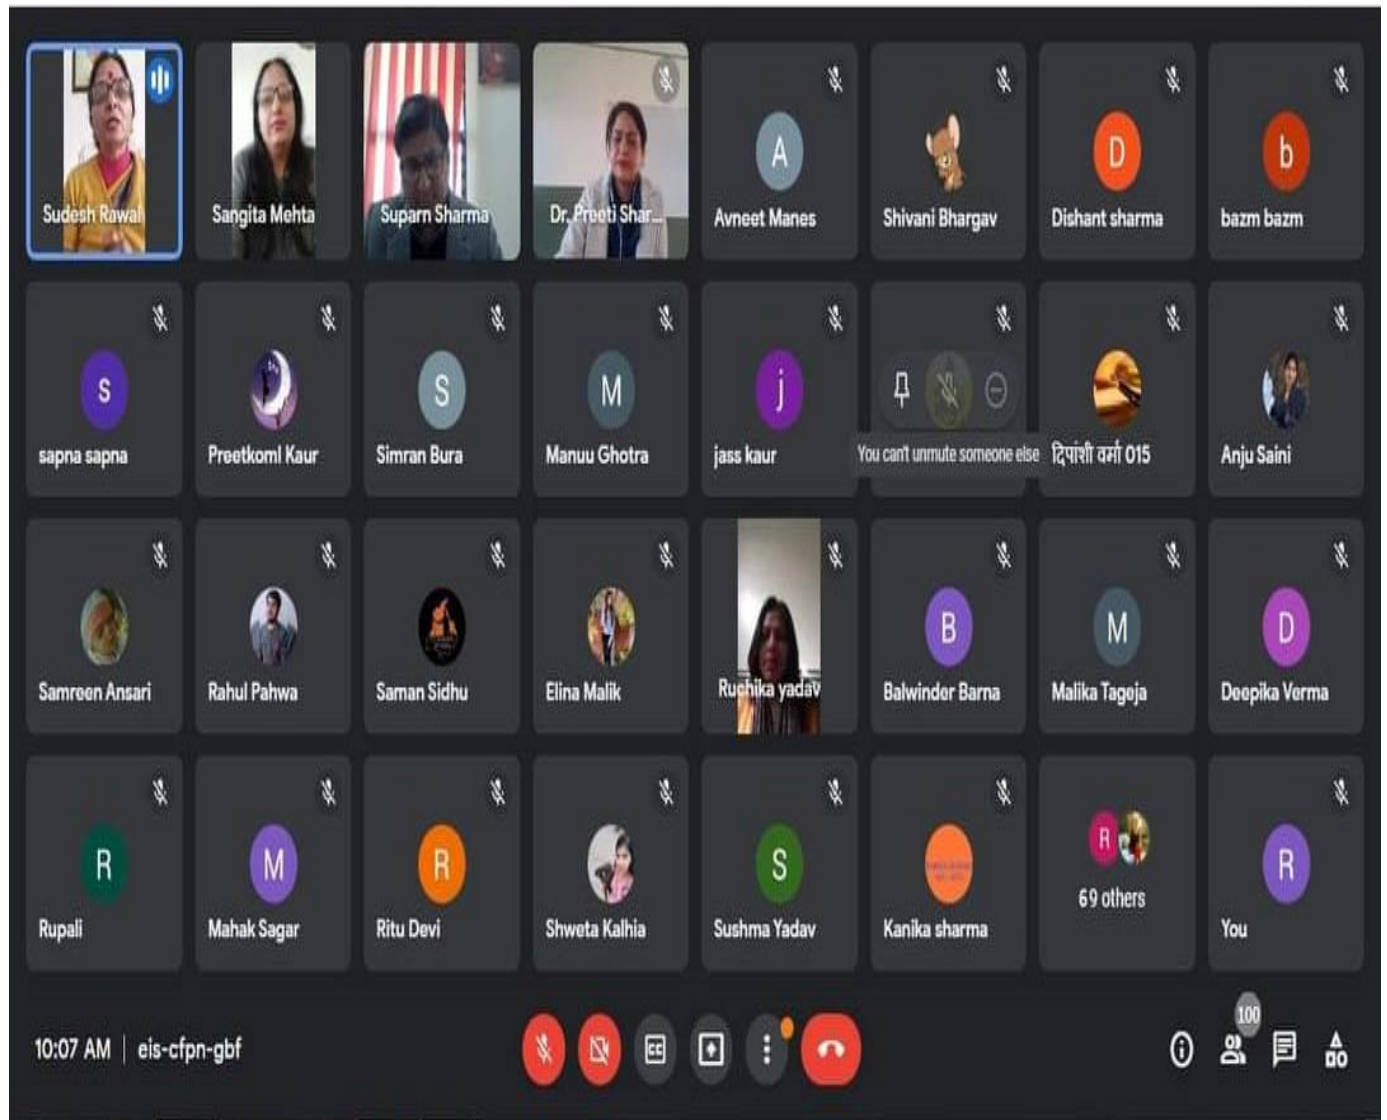 Sudesh Rawal
Sangita Mehta
Suparn Sharma
Dr. Preeti Shar...
A
Avneet Manes
Shivani Bhargav
D
Dishant sharma
b
bazm bazm
s
sapna sapna
Preetkoml Kaur
S
Simran Bura
M
Manuu Ghotra
j
jass kaur
You can't unmute someone else
दिपांशी वर्मा 015
Anju Saini
Samreen Ansari
Rahul Pahwa
Saman Sidhu
Elina Malik
Ruchika yadav
B
Balwinder Barna
M
Malika Tageja
D
Deepika Verma
R
Rupali
M
Mahak Sagar
R
Ritu Devi
Shweta Kalhia
S
Sushma Yadav
Kanika sharma
R
69 others
R
You
10:07 AM | eis-cfpn-gbf
CC
100